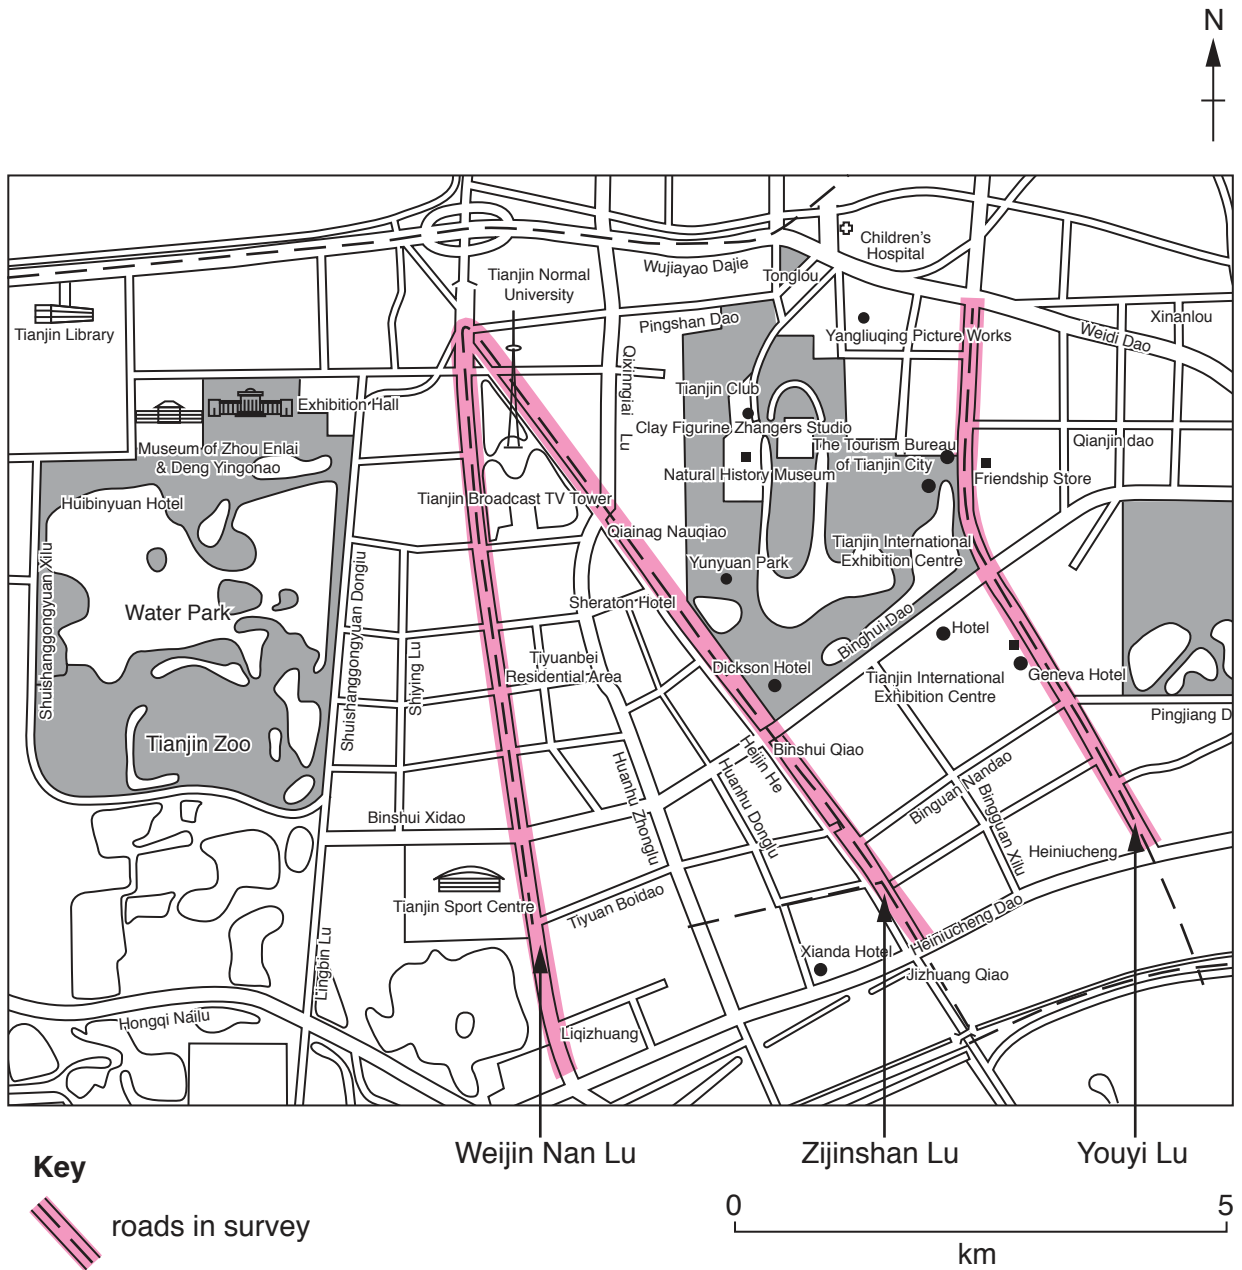 N
Children's
Hospital
Wujiayao Dajie
Tonglou
Tianjin Normal
University
Tianjin Library
Pingshan Dao
Yangliuqing Picture Works
Weidi Dao
Xinanlou
Qixinngiai Lu
Tianjin Club
Exhibition Hall
Clay Figurine Zhangers Studio
Museum of Zhou Enlai
& Deng Yingonao
The Tourism Bureau
of Tianjin City
Qianjin dao
Natural History Museum
Friendship Store
Huibinyuan Hotel
Tianjin Broadcast TV Tower
Qiainag Nauqiao
Tianjin International
Exhibition Centre
Yunyuan Park
Shuishanggongyuan Xilu
Shuishanggongyuan Dongiu
Water Park
Sheraton Hotel
Binghui Dao
Hotel
Shiying Lu
Tiyuanbei
Residential Area
Dickson Hotel
Tianjin International
Exhibition Centre
Geneva Hotel
Pingjiang D
Tianjin Zoo
Binshui Qiao
Heijin He
Huanhu Zhonglu
Huanhu Donglu
Binguan Nandao
Bingguan Xilu
Binshui Xidao
Heiniucheng
Tianjin Sport Centre
Tiyuan Boidao
Heiniucheng Dao
Lingbin Lu
Xianda Hotel
Jizhuang Qiao
Hongqi Nailu
Liqizhuang
Weijin Nan Lu
Zijinshan Lu
Youyi Lu
Key
roads in survey
0
5
km